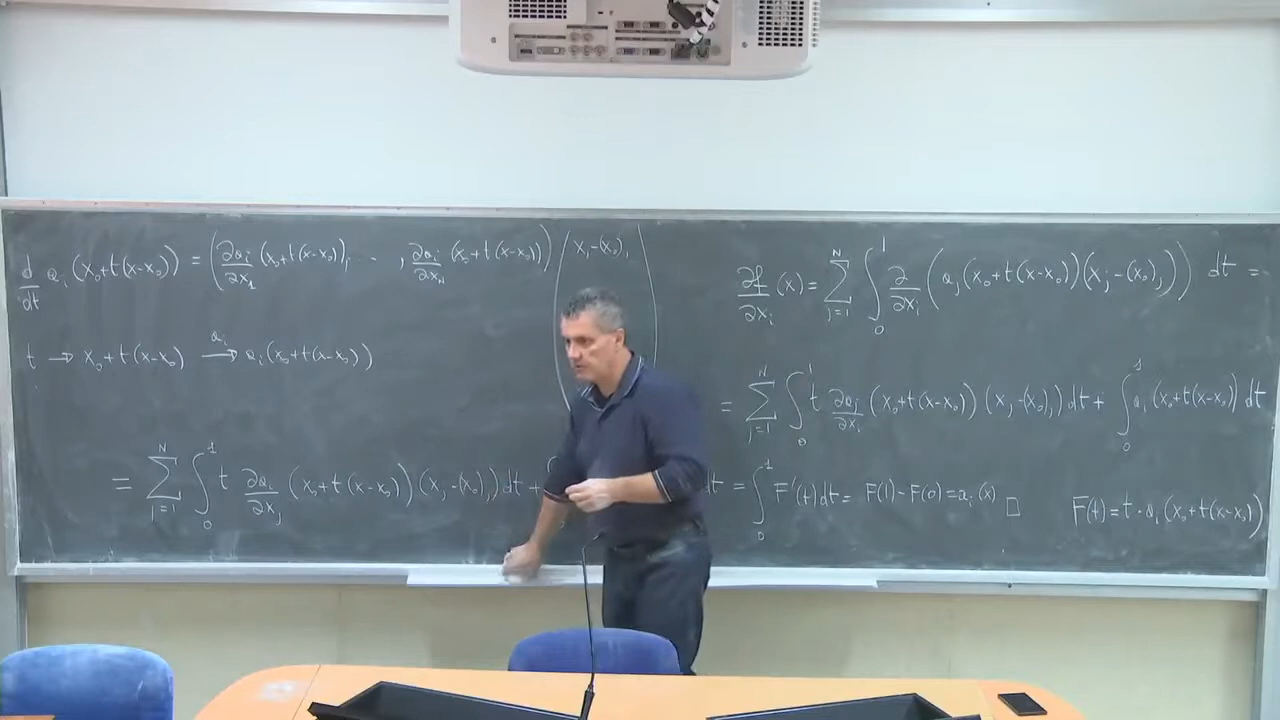 d/dt a_i (x_0+t(x-x_0)) = (∂a_i/∂x_1 (x_0+t(x-x_0)), ... , ∂a_i/∂x_N (x_0+t(x-x_0))) ( x_1-(x_0)_1
t → x_0+t(x-x_0) →^{a_i} a_i(x_0+t(x-x_0))
∂f/∂x_i (x) = Σ_{j=1}^N ∫_0^1 ∂/∂x_i (a_j(x_0+t(x-x_0))(x_j-(x_0)_j)) dt =
= Σ_{j=1}^N ∫_0^1 t ∂a_j/∂x_i (x_0+t(x-x_0)) (x_j-(x_0)_j) dt + ∫_0^1 a_i (x_0+t(x-x_0)) dt
= Σ_{j=1}^N ∫_0^1 t ∂a_i/∂x_j (x_0+t(x-x_0)) (x_j-(x_0)_j) dt + dt = ∫_0^1 F'(t)dt = F(1)-F(0) = a_i(x) □
F(t) = t · a_i (x_0+t(x-x_0))